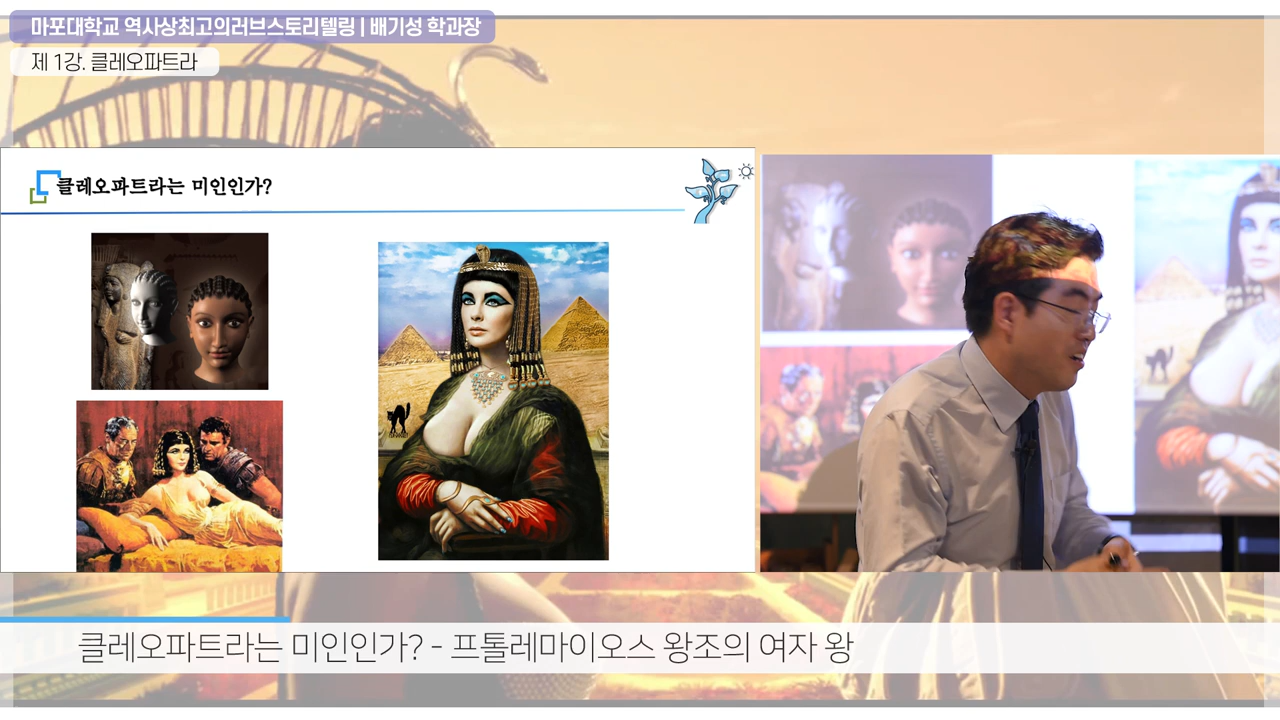 마포대학교 역사상최고의러브스토리텔링 | 배기성 학과장
제 1강. 클레오파트라
클레오파트라는 미인인가?
클레오파트라는 미인인가? - 프톨레마이오스 왕조의 여자 왕